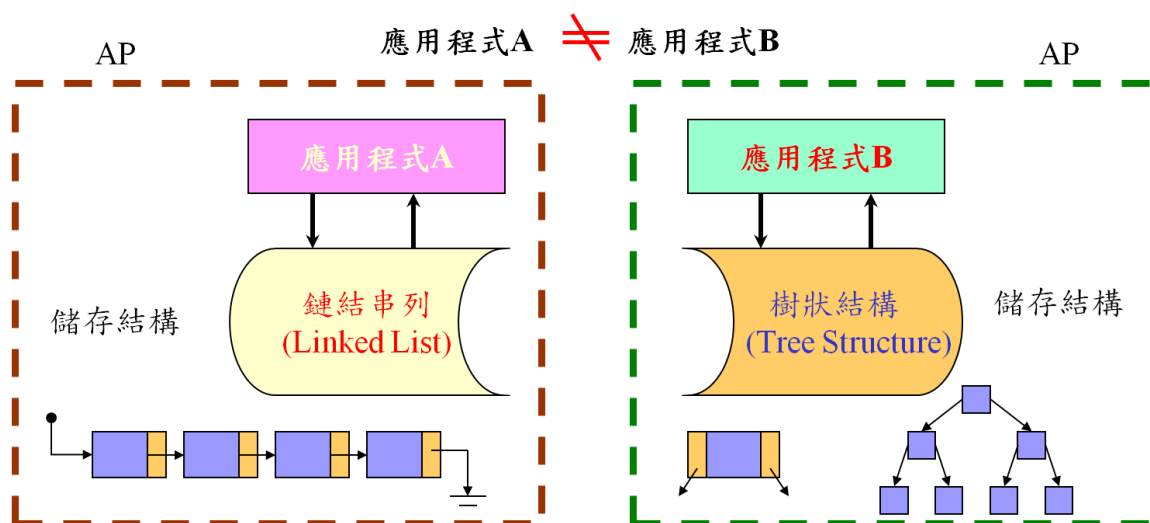 應用程式A ≠ 應用程式B
AP
AP
應用程式A
儲存結構
鏈結串列
(Linked List)
應用程式B
樹狀結構
(Tree Structure)
儲存結構